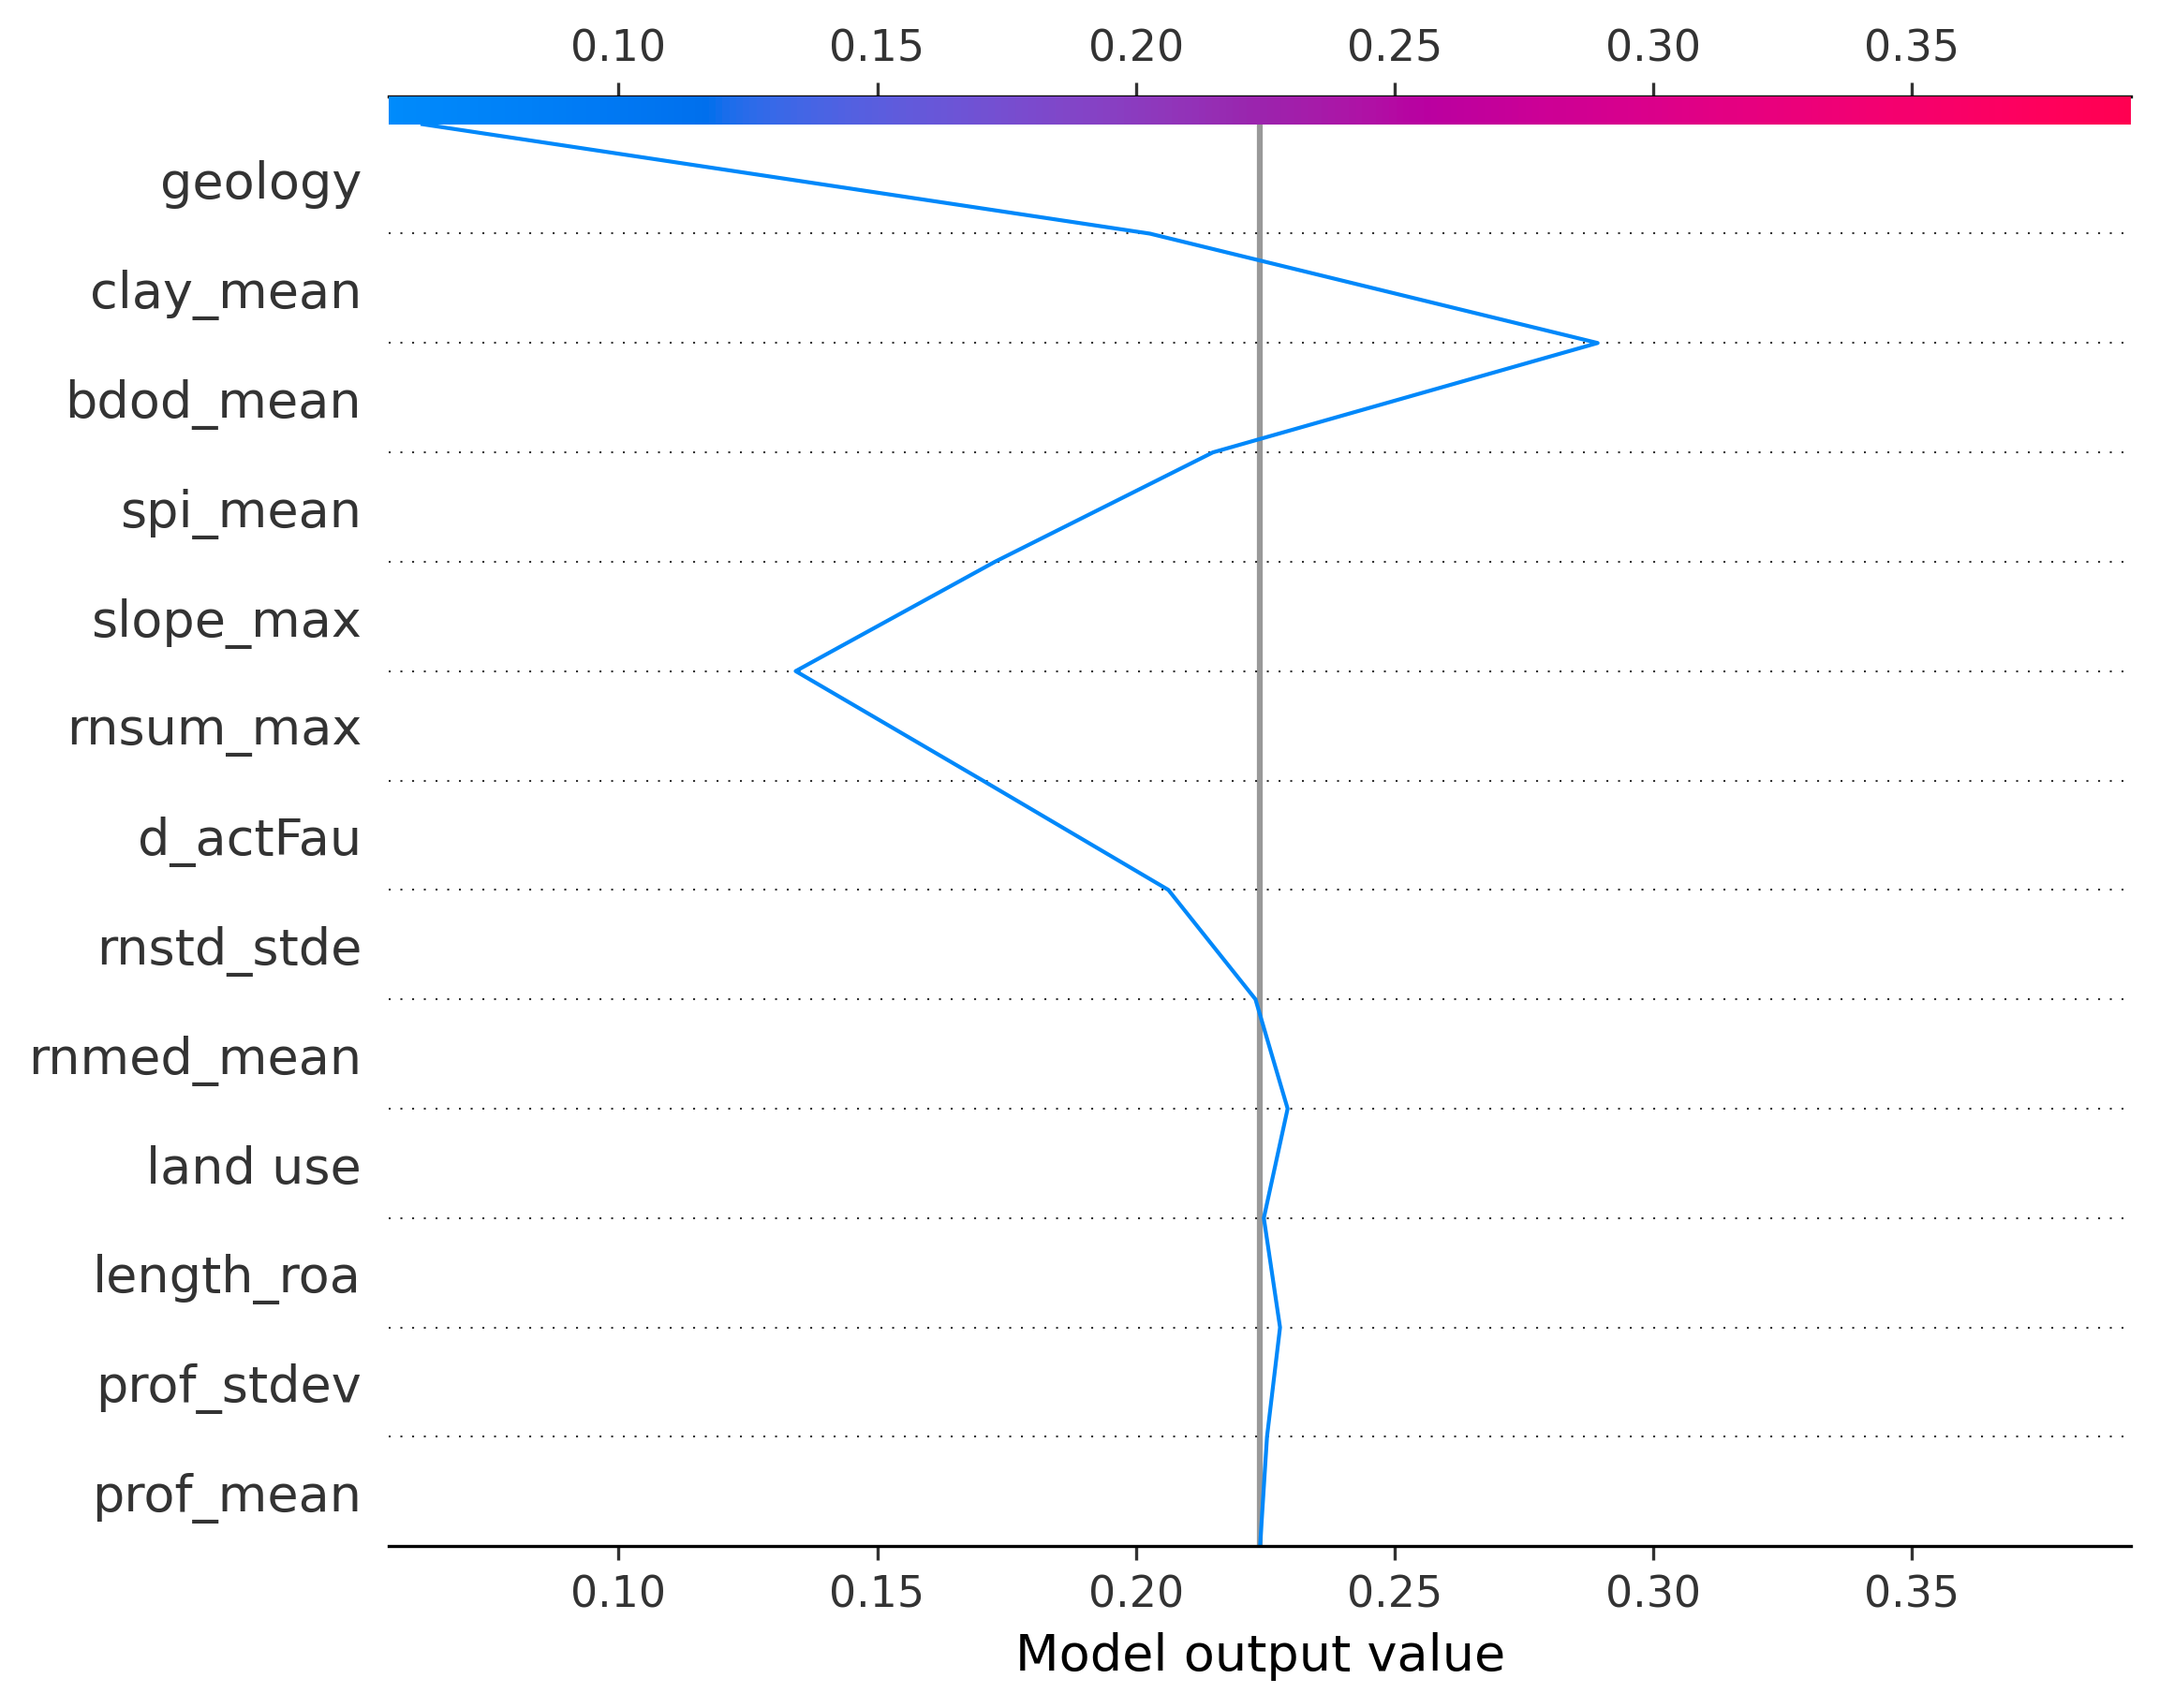 0.10 0.15 0.20 0.25 0.30 0.35
geology
clay_mean
bdod_mean
spi_mean
slope_max
rnsum_max
d_actFau
rnstd_stde
rnmed_mean
land use
length_roa
prof_stdev
prof_mean
0.10 0.15 0.20 0.25 0.30 0.35
Model output value